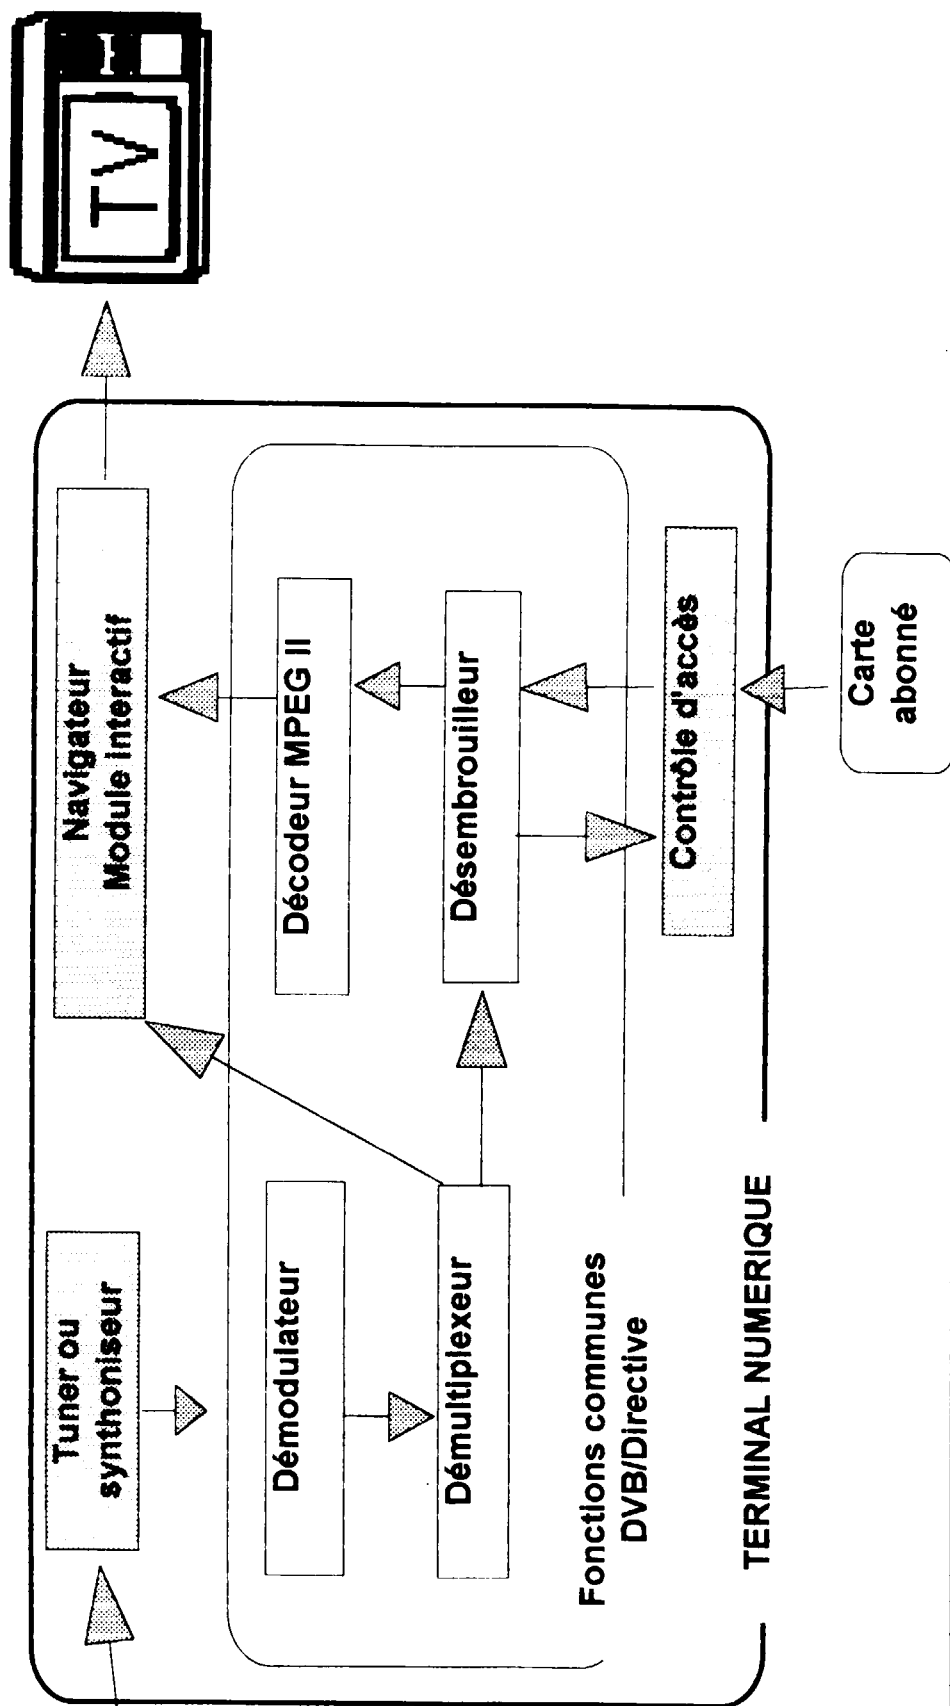 TV
Tuner ou
synthoniseur
Navigateur
Module interactif
Démodulateur
Décodeur MPEG II
Démultiplexeur
Désembrouilleur
Fonctions communes
DVB/Directive
Contrôle d'accès
TERMINAL NUMERIQUE
Carte
abonné